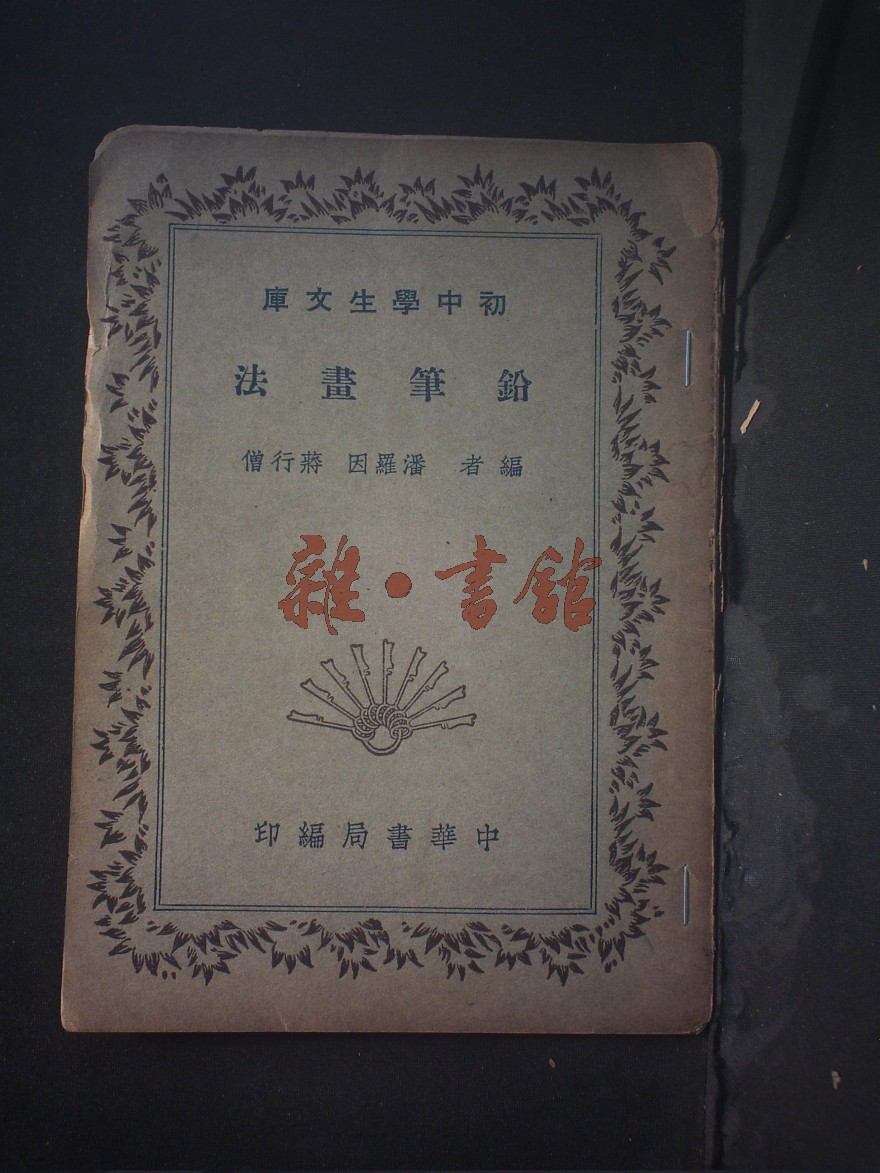 初中學生文庫
鉛筆畫法
編者 潘羅因 蔣行僧
雜·書館
中華書局編印